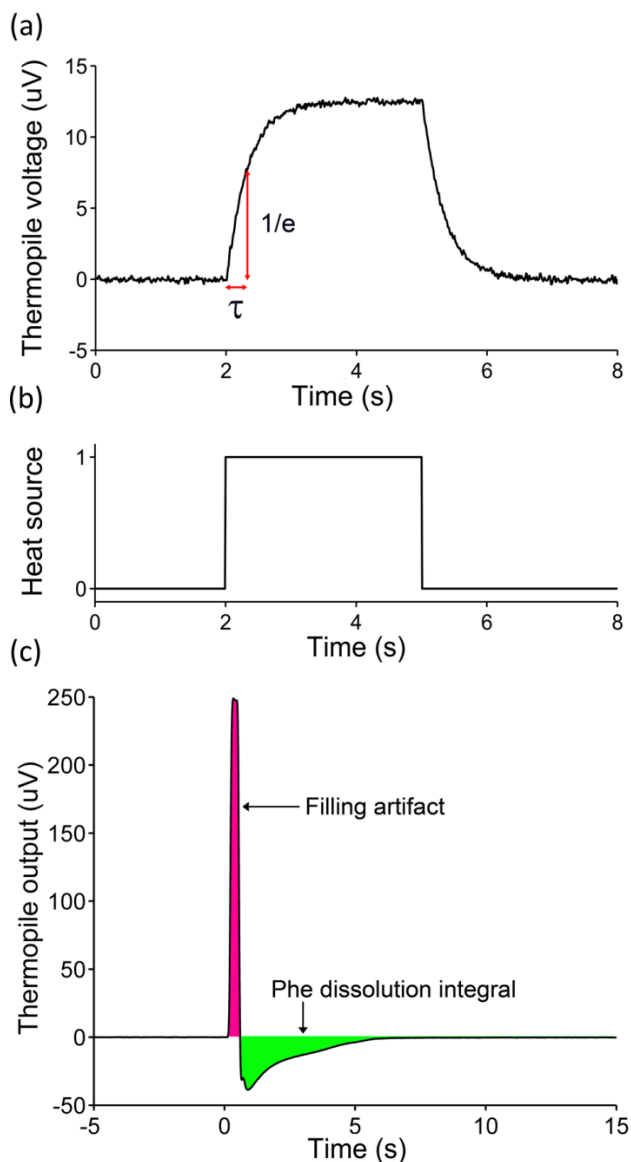 (a)
Thermopile voltage (uV)
15
10
5
0
-5
1/e
τ
0 2 4 6 8
Time (s)
(b)
Heat source
1
0
0 2 4 6 8
Time (s)
(c)
Thermopile output (uV)
250
200
150
100
50
0
-50
Filling artifact
Phe dissolution integral
-5 0 5 10 15
Time (s)